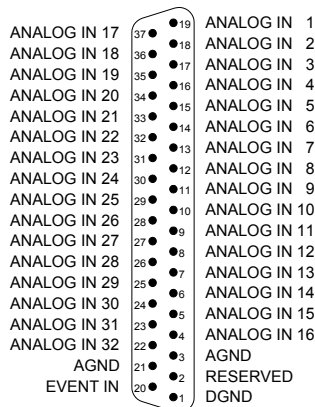 19 ANALOG IN 1
ANALOG IN 17 37
18 ANALOG IN 2
ANALOG IN 18 36
17 ANALOG IN 3
ANALOG IN 19 35
16 ANALOG IN 4
ANALOG IN 20 34
15 ANALOG IN 5
ANALOG IN 21 33
14 ANALOG IN 6
ANALOG IN 22 32
13 ANALOG IN 7
ANALOG IN 23 31
12 ANALOG IN 8
ANALOG IN 24 30
11 ANALOG IN 9
ANALOG IN 25 29
10 ANALOG IN 10
ANALOG IN 26 28
9 ANALOG IN 11
ANALOG IN 27 27
8 ANALOG IN 12
ANALOG IN 28 26
7 ANALOG IN 13
ANALOG IN 29 25
6 ANALOG IN 14
ANALOG IN 30 24
5 ANALOG IN 15
ANALOG IN 31 23
4 ANALOG IN 16
ANALOG IN 32 22
3 AGND
AGND 21
2 RESERVED
EVENT IN 20
1 DGND